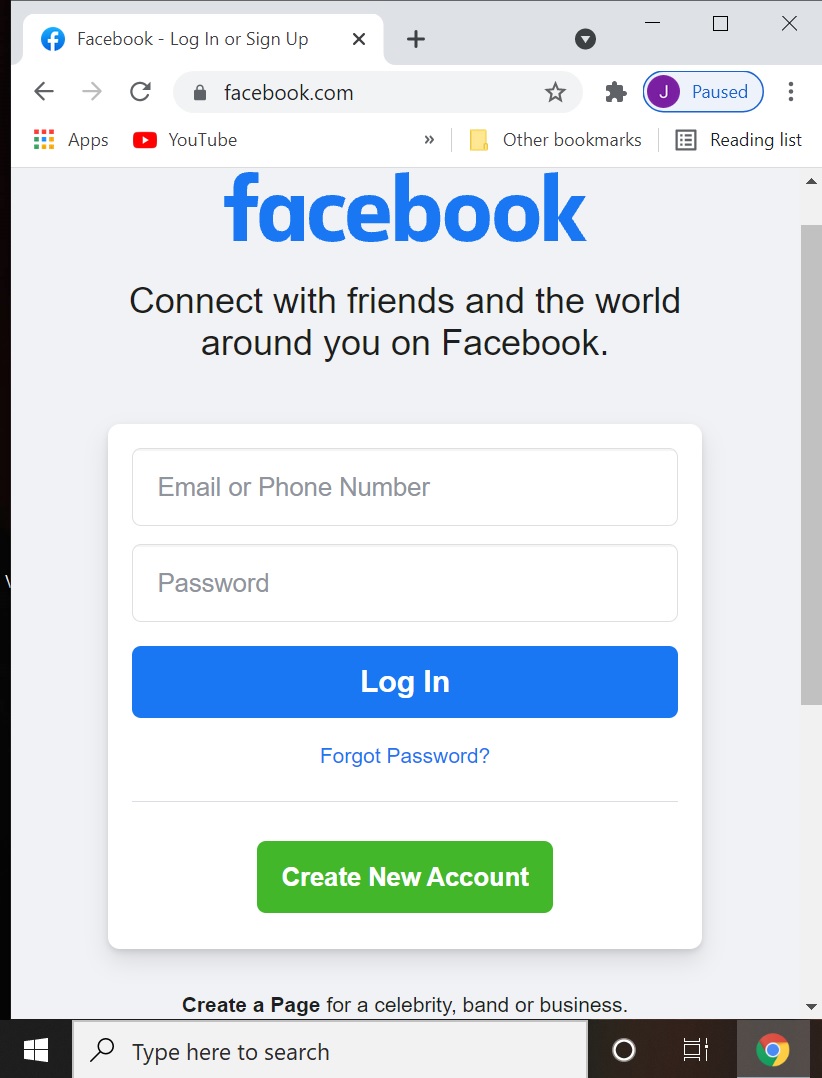 Facebook - Log In or Sign Up
facebook.com
J Paused
Apps YouTube » Other bookmarks Reading list
facebook
Connect with friends and the world
around you on Facebook.
Email or Phone Number
Password
Log In
Forgot Password?
Create New Account
Create a Page for a celebrity, band or business.
Type here to search